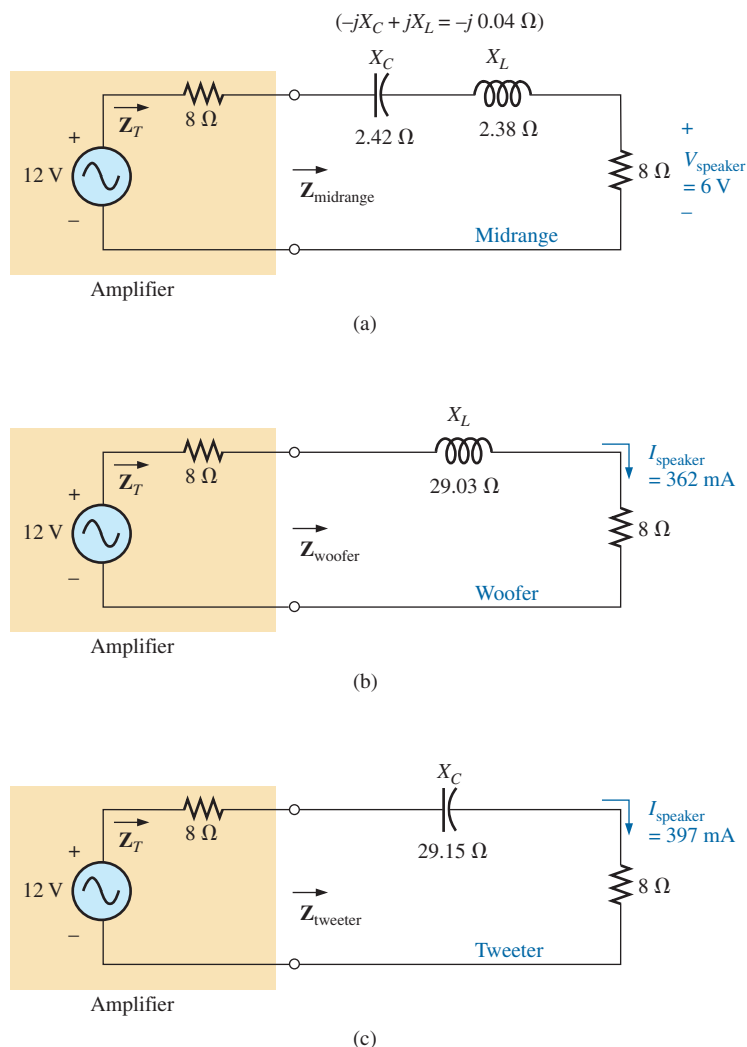 (–jX_C + jX_L = –j 0.04 Ω)
X_C
X_L
Z_T
8 Ω
2.42 Ω
2.38 Ω
+
12 V
–
Z_midrange
8 Ω
+
V_speaker
= 6 V
–
Midrange
Amplifier
(a)
X_L
Z_T
8 Ω
29.03 Ω
I_speaker
= 362 mA
+
12 V
–
Z_woofer
8 Ω
Woofer
Amplifier
(b)
X_C
Z_T
8 Ω
29.15 Ω
I_speaker
= 397 mA
+
12 V
–
Z_tweeter
8 Ω
Tweeter
Amplifier
(c)